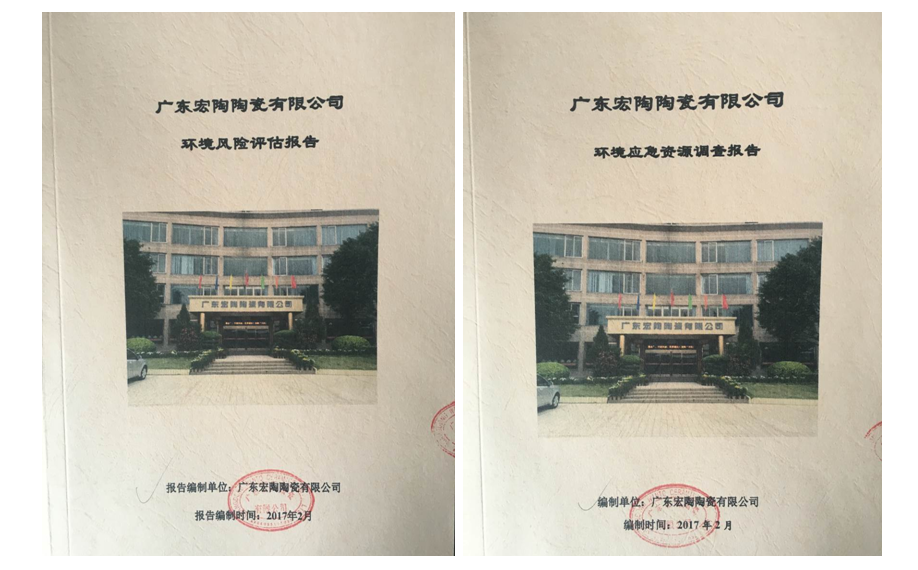 广东宏陶陶瓷有限公司
环境风险评估报告
广东宏陶陶瓷有限公司
报告编制单位：广东宏陶陶瓷有限公司
报告编制时间：2017年2月
广东宏陶陶瓷有限公司
环境应急资源调查报告
广东宏陶陶瓷有限公司
编制单位：广东宏陶陶瓷有限公司
编制时间：2017 年 2 月